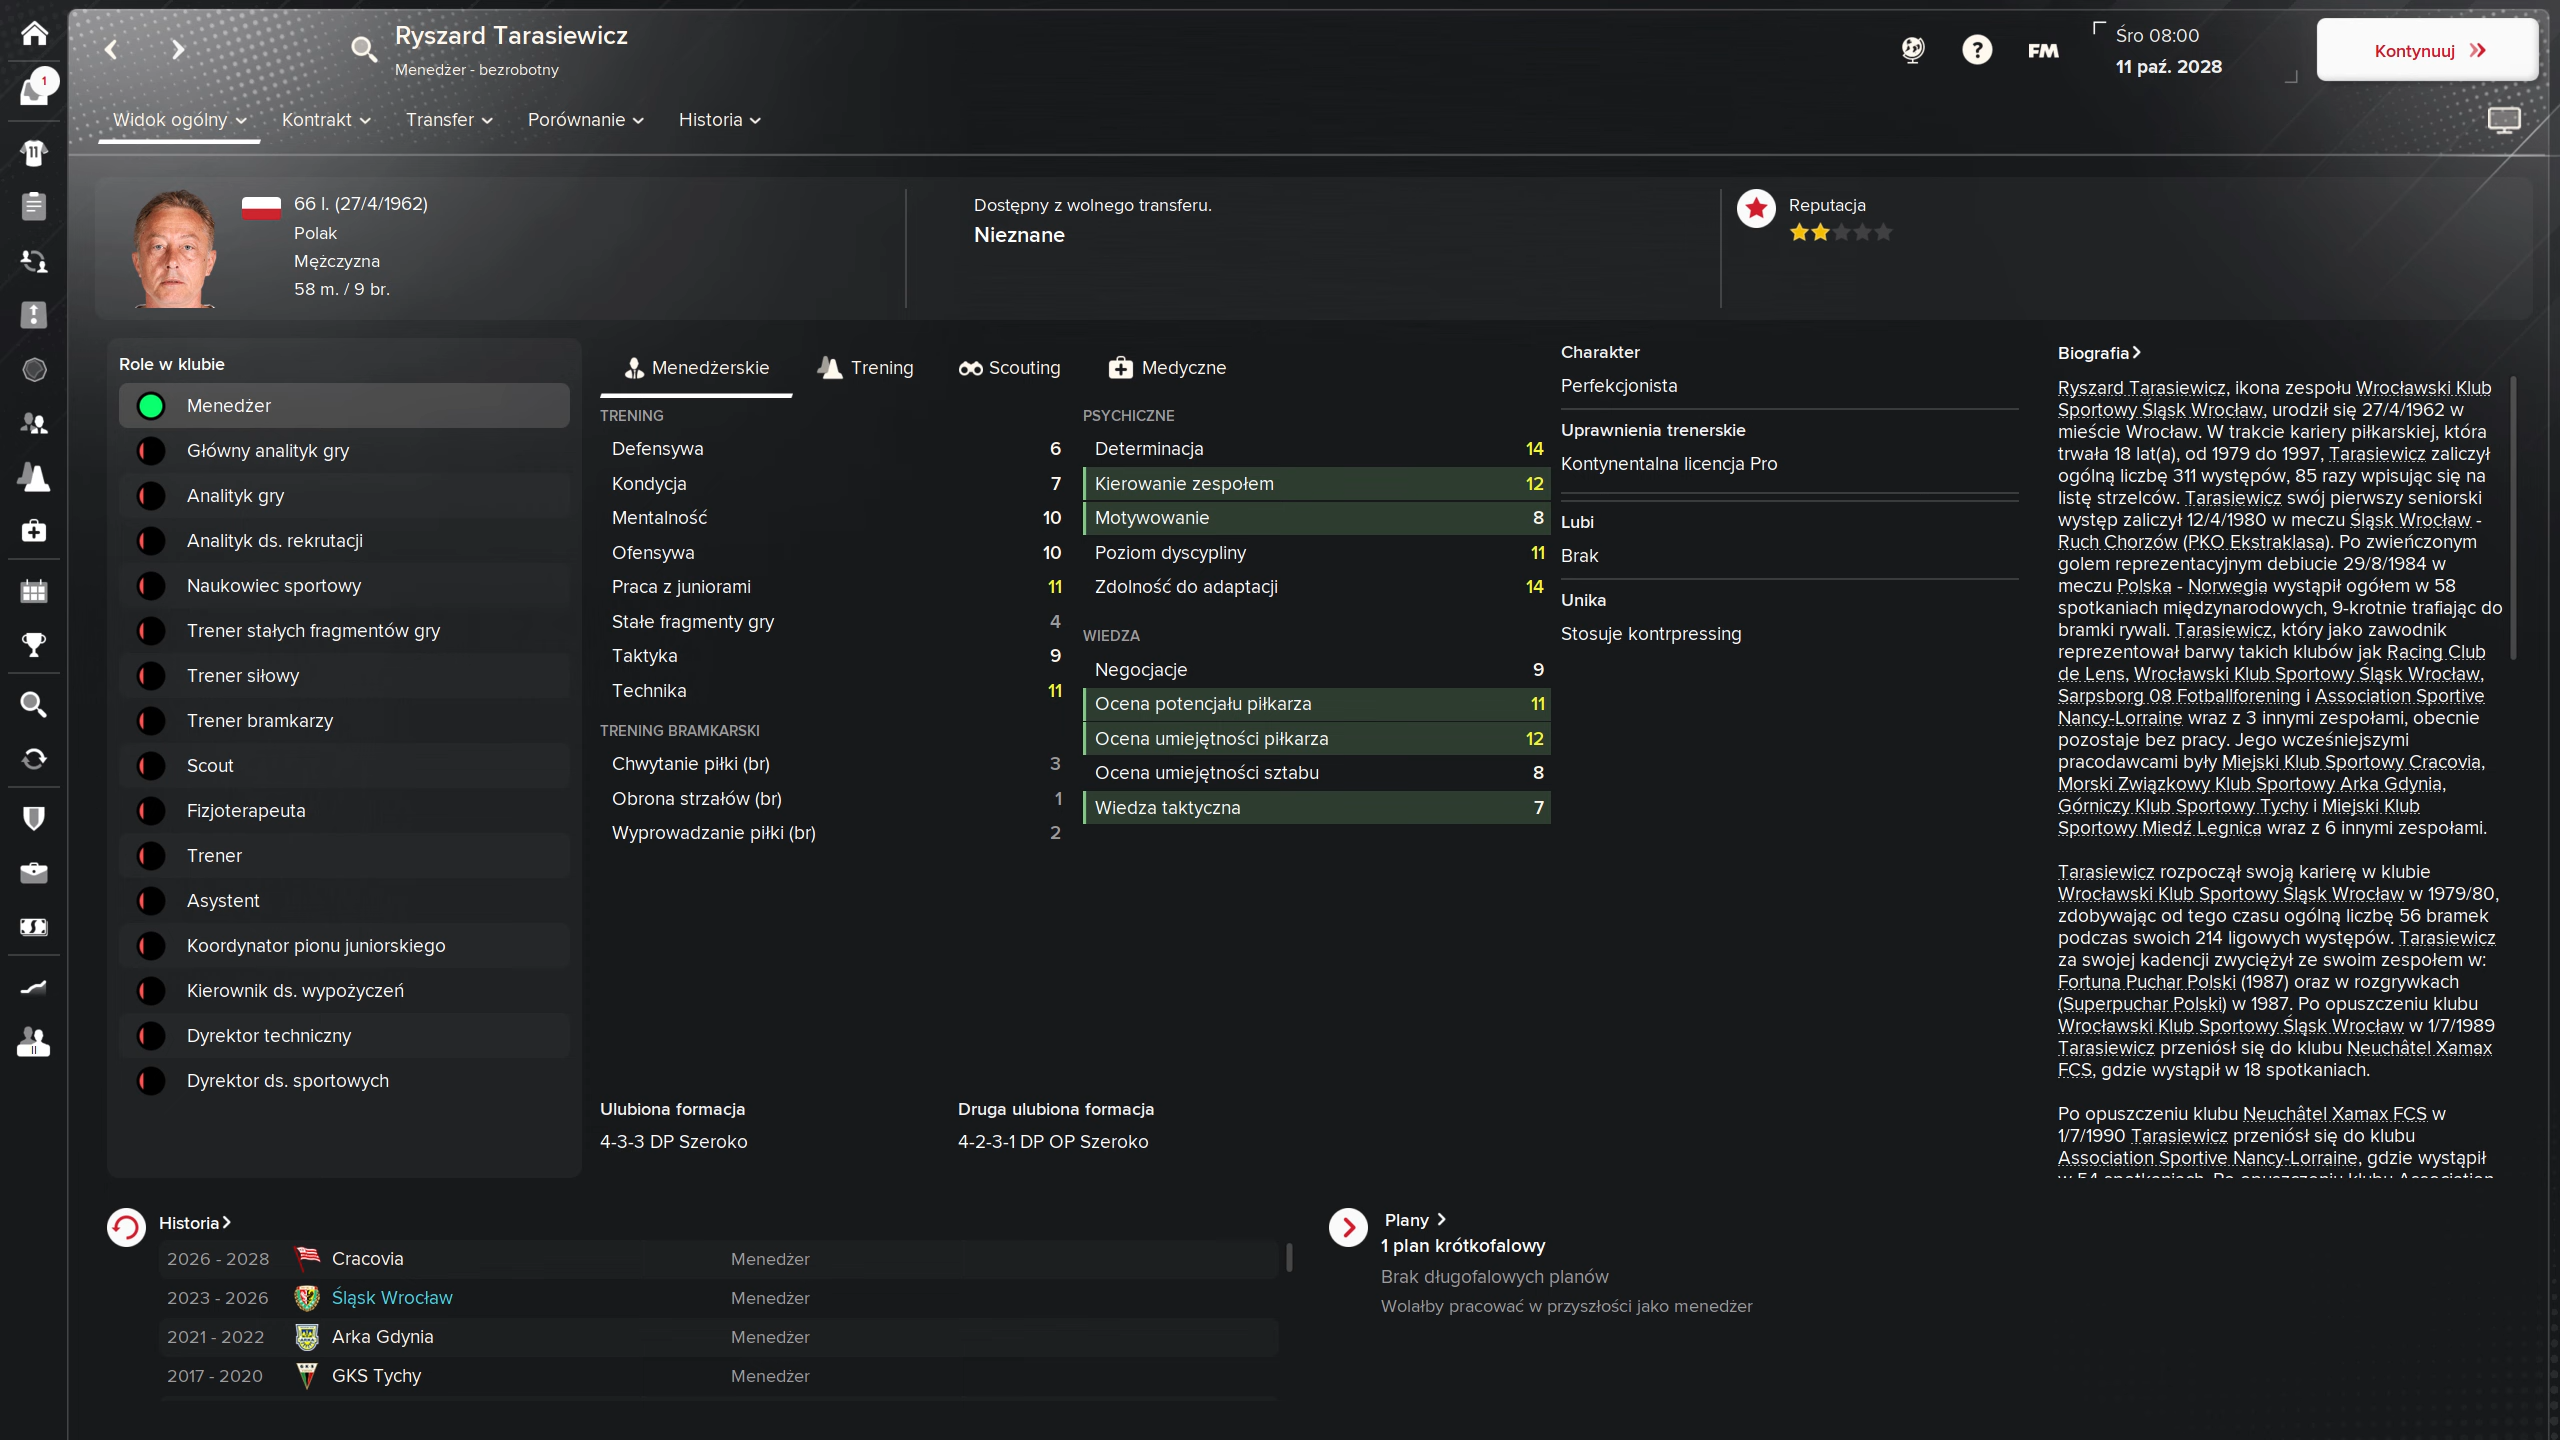 Ryszard Tarasiewicz
Menedżer - bezrobotny
FM
Śro 08:00
11 paź. 2028
Kontynuuj
1
11
Widok ogólny
Kontrakt
Transfer
Porównanie
Historia
66 l. (27/4/1962)
Polak
Mężczyzna
58 m. / 9 br.
Dostępny z wolnego transferu.
Nieznane
Reputacja
Role w klubie
Menedżer
Główny analityk gry
Analityk gry
Analityk ds. rekrutacji
Naukowiec sportowy
Trener stałych fragmentów gry
Trener siłowy
Trener bramkarzy
Scout
Fizjoterapeuta
Trener
Asystent
Koordynator pionu juniorskiego
Kierownik ds. wypożyczeń
Dyrektor techniczny
Dyrektor ds. sportowych
Menedżerskie
Trening
Scouting
Medyczne
TRENING
Defensywa 6
Kondycja 7
Mentalność 10
Ofensywa 10
Praca z juniorami 11
Stałe fragmenty gry 4
Taktyka 9
Technika 11
TRENING BRAMKARSKI
Chwytanie piłki (br) 3
Obrona strzałów (br) 1
Wyprowadzanie piłki (br) 2
PSYCHICZNE
Determinacja 14
Kierowanie zespołem 12
Motywowanie 8
Poziom dyscypliny 11
Zdolność do adaptacji 14
WIEDZA
Negocjacje 9
Ocena potencjału piłkarza 11
Ocena umiejętności piłkarza 12
Ocena umiejętności sztabu 8
Wiedza taktyczna 7
Ulubiona formacja
4-3-3 DP Szeroko
Druga ulubiona formacja
4-2-3-1 DP OP Szeroko
Charakter
Perfekcjonista
Uprawnienia trenerskie
Kontynentalna licencja Pro
Lubi
Brak
Unika
Stosuje kontrpressing
Biografia
Ryszard Tarasiewicz, ikona zespołu Wrocławski Klub
Sportowy Śląsk Wrocław, urodził się 27/4/1962 w
mieście Wrocław. W trakcie kariery piłkarskiej, która
trwała 18 lat(a), od 1979 do 1997, Tarasiewicz zaliczył
ogólną liczbę 311 występów, 85 razy wpisując się na
listę strzelców. Tarasiewicz swój pierwszy seniorski
występ zaliczył 12/4/1980 w meczu Śląsk Wrocław -
Ruch Chorzów (PKO Ekstraklasa). Po zwieńczonym
golem reprezentacyjnym debiucie 29/8/1984 w
meczu Polska - Norwegia wystąpił ogółem w 58
spotkaniach międzynarodowych, 9-krotnie trafiając do
bramki rywali. Tarasiewicz, który jako zawodnik
reprezentował barwy takich klubów jak Racing Club
de Lens, Wrocławski Klub Sportowy Śląsk Wrocław,
Sarpsborg 08 Fotballforening i Association Sportive
Nancy-Lorraine wraz z 3 innymi zespołami, obecnie
pozostaje bez pracy. Jego wcześniejszymi
pracodawcami były Miejski Klub Sportowy Cracovia,
Morski Związkowy Klub Sportowy Arka Gdynia,
Górniczy Klub Sportowy Tychy i Miejski Klub
Sportowy Miedź Legnica wraz z 6 innymi zespołami.
Tarasiewicz rozpoczął swoją karierę w klubie
Wrocławski Klub Sportowy Śląsk Wrocław w 1979/80,
zdobywając od tego czasu ogólną liczbę 56 bramek
podczas swoich 214 ligowych występów. Tarasiewicz
za swojej kadencji zwyciężył ze swoim zespołem w:
Fortuna Puchar Polski (1987) oraz w rozgrywkach
(Superpuchar Polski) w 1987. Po opuszczeniu klubu
Wrocławski Klub Sportowy Śląsk Wrocław w 1/7/1989
Tarasiewicz przeniósł się do klubu Neuchâtel Xamax
FCS, gdzie wystąpił w 18 spotkaniach.
Po opuszczeniu klubu Neuchâtel Xamax FCS w
1/7/1990 Tarasiewicz przeniósł się do klubu
Association Sportive Nancy-Lorraine, gdzie wystąpił
w 54 spotkaniach. Po opuszczeniu klubu Association
Historia
2026 - 2028 Cracovia Menedżer
2023 - 2026 Śląsk Wrocław Menedżer
2021 - 2022 Arka Gdynia Menedżer
2017 - 2020 GKS Tychy Menedżer
Plany
1 plan krótkofalowy
Brak długofalowych planów
Wolałby pracować w przyszłości jako menedżer